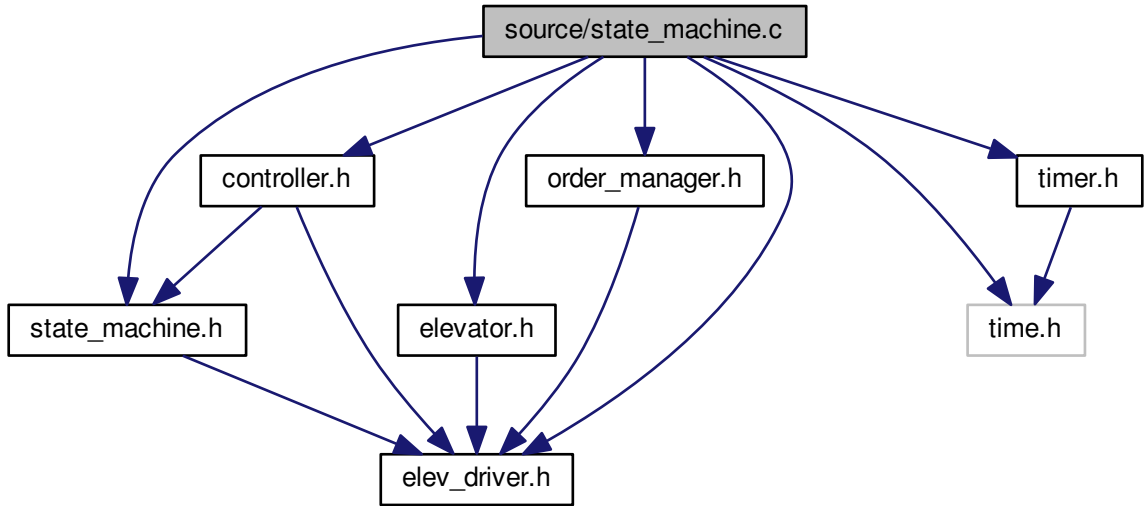 source/state_machine.c
controller.h
order_manager.h
timer.h
state_machine.h
elevator.h
time.h
elev_driver.h